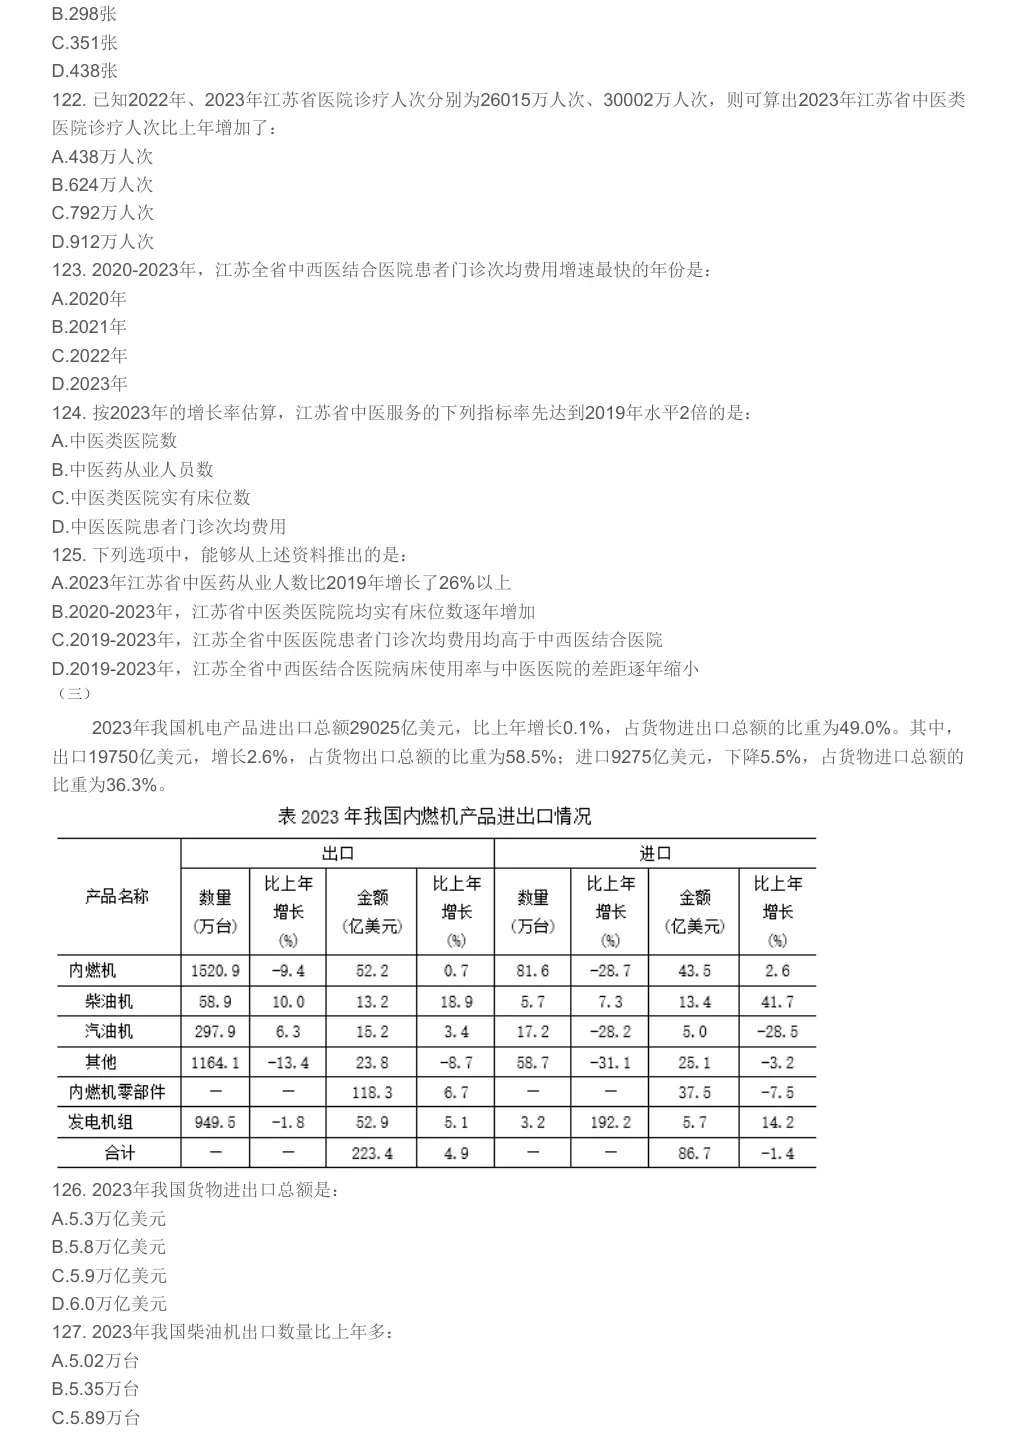 B.298张
C.351张
D.438张
122. 已知2022年、2023年江苏省医院诊疗人次分别为26015万人次、30002万人次，则可算出2023年江苏省中医类
医院诊疗人次比上年增加了：
A.438万人次
B.624万人次
C.792万人次
D.912万人次
123. 2020-2023年，江苏全省中西医结合医院患者门诊次均费用增速最快的年份是：
A.2020年
B.2021年
C.2022年
D.2023年
124. 按2023年的增长率估算，江苏省中医服务的下列指标率先达到2019年水平2倍的是：
A.中医类医院数
B.中医药从业人员数
C.中医类医院实有床位数
D.中医医院患者门诊次均费用
125. 下列选项中，能够从上述资料推出的是：
A.2023年江苏省中医药从业人数比2019年增长了26%以上
B.2020-2023年，江苏省中医类医院院均实有床位数逐年增加
C.2019-2023年，江苏全省中医医院患者门诊次均费用均高于中西医结合医院
D.2019-2023年，江苏全省中西医结合医院病床使用率与中医医院的差距逐年缩小
（三）
2023年我国机电产品进出口总额29025亿美元，比上年增长0.1%，占货物进出口总额的比重为49.0%。其中，
出口19750亿美元，增长2.6%，占货物出口总额的比重为58.5%；进口9275亿美元，下降5.5%，占货物进口总额的
比重为36.3%。
表 2023 年我国内燃机产品进出口情况
产品名称 出口 进口
数量（万台） 比上年增长（%） 金额（亿美元） 比上年增长（%） 数量（万台） 比上年增长（%） 金额（亿美元） 比上年增长（%）
内燃机 1520.9 -9.4 52.2 0.7 81.6 -28.7 43.5 2.6
柴油机 58.9 10.0 13.2 18.9 5.7 7.3 13.4 41.7
汽油机 297.9 6.3 15.2 3.4 17.2 -28.2 5.0 -28.5
其他 1164.1 -13.4 23.8 -8.7 58.7 -31.1 25.1 -3.2
内燃机零部件 — — 118.3 6.7 — — 37.5 -7.5
发电机组 949.5 -1.8 52.9 5.1 3.2 192.2 5.7 14.2
合计 — — 223.4 4.9 — — 86.7 -1.4
126. 2023年我国货物进出口总额是：
A.5.3万亿美元
B.5.8万亿美元
C.5.9万亿美元
D.6.0万亿美元
127. 2023年我国柴油机出口数量比上年多：
A.5.02万台
B.5.35万台
C.5.89万台